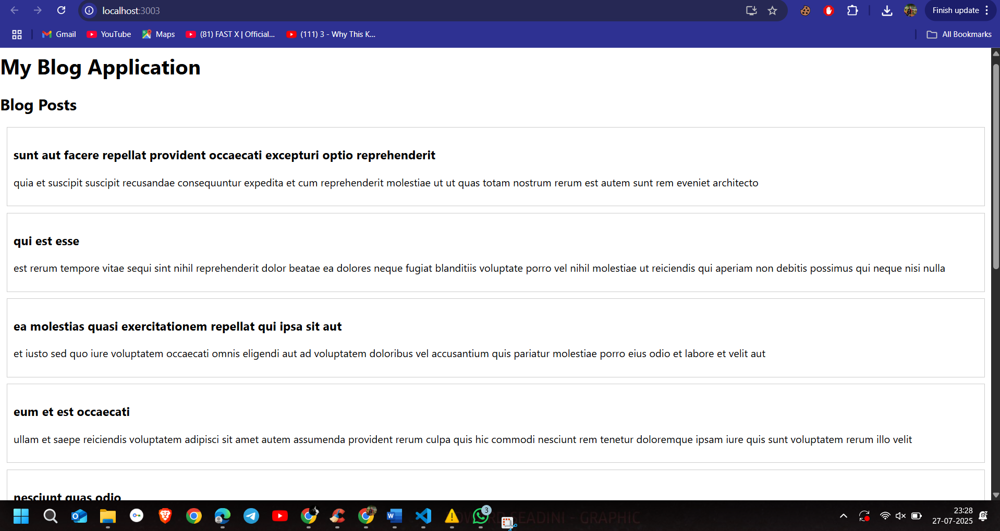 localhost:3003
Finish update
Gmail
YouTube
Maps
(81) FAST X | Official...
(111) 3 - Why This K...
All Bookmarks
My Blog Application
Blog Posts
sunt aut facere repellat provident occaecati excepturi optio reprehenderit
quia et suscipit suscipit recusandae consequuntur expedita et cum reprehenderit molestiae ut ut quas totam nostrum rerum est autem sunt rem eveniet architecto
qui est esse
est rerum tempore vitae sequi sint nihil reprehenderit dolor beatae ea dolores neque fugiat blanditiis voluptate porro vel nihil molestiae ut reiciendis qui aperiam non debitis possimus qui neque nisi nulla
ea molestias quasi exercitationem repellat qui ipsa sit aut
et iusto sed quo iure voluptatem occaecati omnis eligendi aut ad voluptatem doloribus vel accusantium quis pariatur molestiae porro eius odio et labore et velit aut
eum et est occaecati
ullam et saepe reiciendis voluptatem adipisci sit amet autem assumenda provident rerum culpa quis hic commodi nesciunt rem tenetur doloremque ipsam iure quis sunt voluptatem rerum illo velit
nesciunt quas odio
3
- GRAPHIC
23:28
27-07-2025